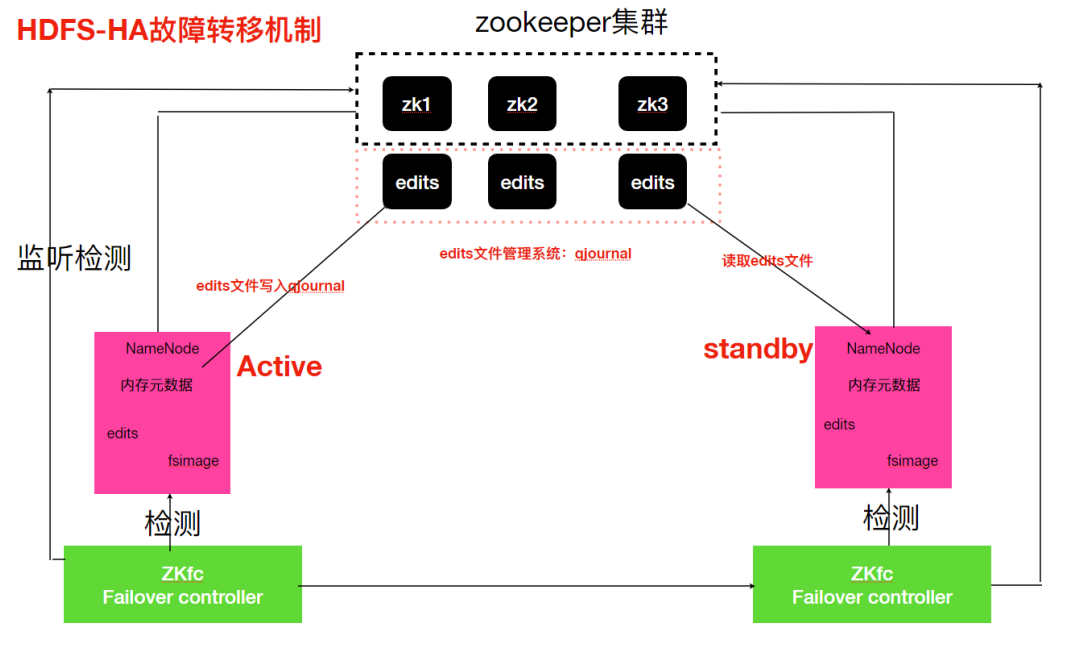 HDFS-HA故障转移机制
zookeeper集群
zk1
zk2
zk3
edits
edits
edits
监听检测
edits文件管理系统：qjournal
读取edits文件
edits文件写入qjournal
NameNode
内存元数据
edits
fsimage
Active
standby
NameNode
内存元数据
edits
fsimage
检测
检测
ZKfc
Failover controller
ZKfc
Failover controller